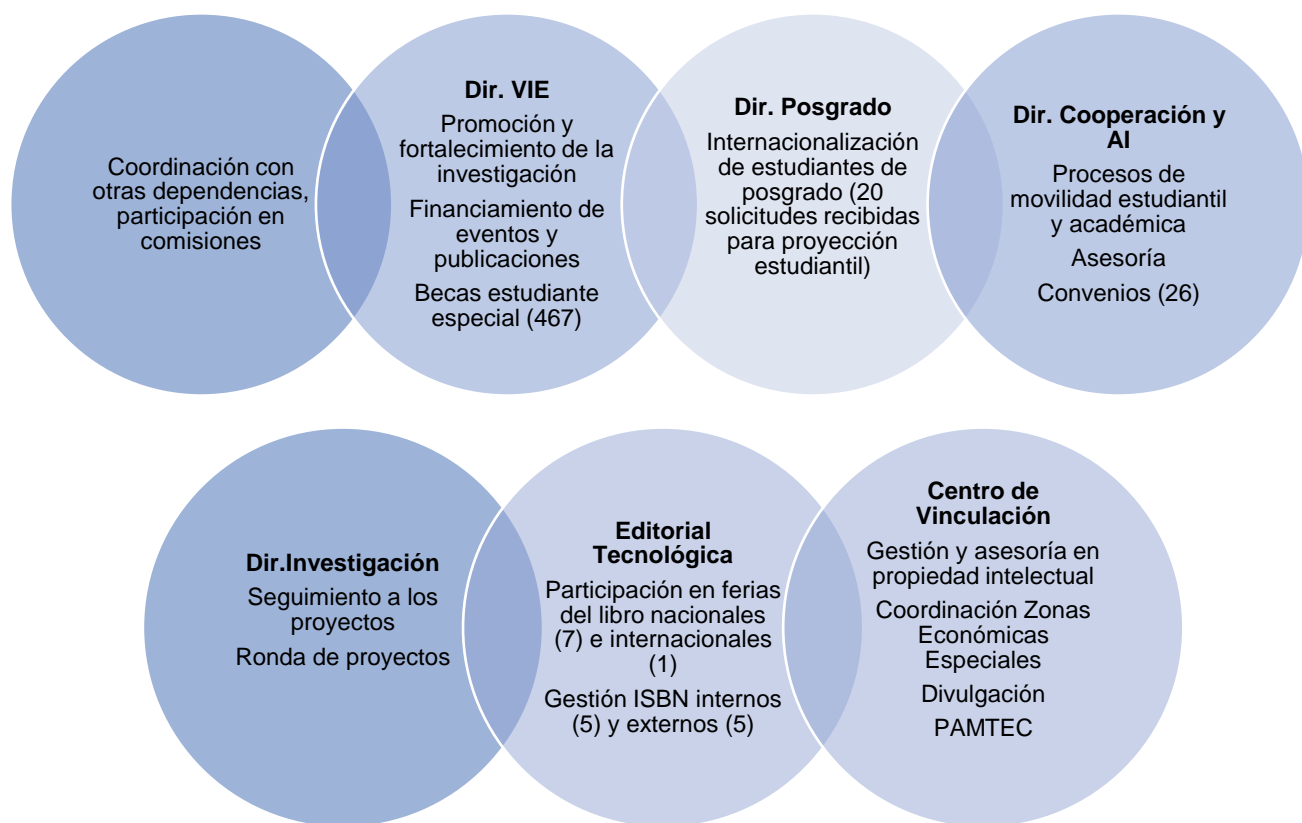 Coordinación con
otras dependencias,
participación en
comisiones
Dir. VIE
Promoción y
fortalecimiento de la
investigación
Financiamiento de
eventos y
publicaciones
Becas estudiante
especial (467)
Dir. Posgrado
Internacionalización
de estudiantes de
posgrado (20
solicitudes recibidas
para proyección
estudiantil)
Dir. Cooperación y
AI
Procesos de
movilidad estudiantil
y académica
Asesoría
Convenios (26)
Dir.Investigación
Seguimiento a los
proyectos
Ronda de proyectos
Editorial
Tecnológica
Participación en ferias
del libro nacionales
(7) e internacionales
(1)
Gestión ISBN internos
(5) y externos (5)
Centro de
Vinculación
Gestión y asesoría en
propiedad intelectual
Coordinación Zonas
Económicas
Especiales
Divulgación
PAMTEC